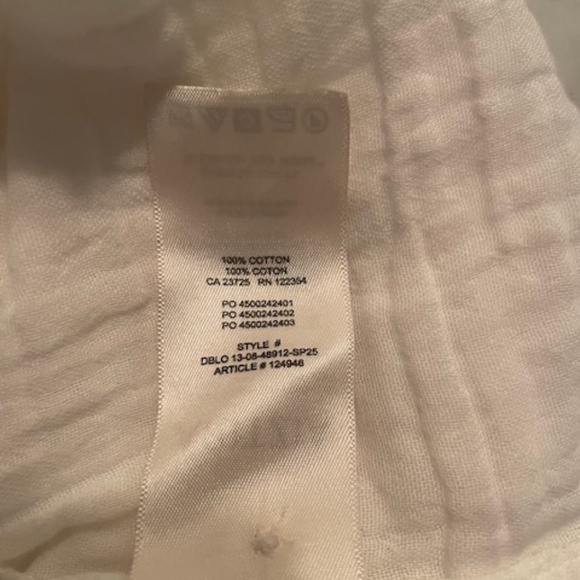 100% COTTON
100% COTON
CA 23725 RN 122354
PO 4500242401
PO 4500242402
PO 4500242403
STYLE #
DBLO 13-08-48912-SP25
ARTICLE # 124946